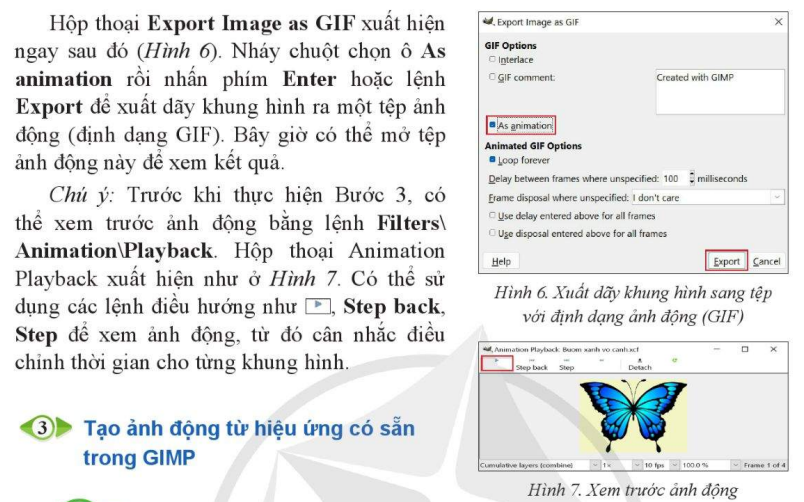 Hộp thoại Export Image as GIF xuất hiện
ngay sau đó (Hình 6). Nháy chuột chọn ô As
animation rồi nhấn phím Enter hoặc lệnh
Export để xuất dãy khung hình ra một tệp ảnh
động (định dạng GIF). Bây giờ có thể mở tệp
ảnh động này để xem kết quả.
Chú ý: Trước khi thực hiện Bước 3, có
thể xem trước ảnh động bằng lệnh Filters\
Animation\Playback. Hộp thoại Animation
Playback xuất hiện như ở Hình 7. Có thể sử
dụng các lệnh điều hướng như , Step back,
Step để xem ảnh động, từ đó cân nhắc điều
chỉnh thời gian cho từng khung hình.
3 Tạo ảnh động từ hiệu ứng có sẵn
trong GIMP
Export Image as GIF
GIF Options
Interlace
GIF comment: Created with GIMP
As animation
Animated GIF Options
Loop forever
Delay between frames where unspecified: 100 milliseconds
Frame disposal where unspecified: I don't care
Use delay entered above for all frames
Use disposal entered above for all frames
Help Export Cancel
Hình 6. Xuất dãy khung hình sang tệp
với định dạng ảnh động (GIF)
Animation Playback: Buom xanh vo canh.xcf
Step back Step Detach
Cumulative layers (combine) 1× 10 fps 100.0 % Frame 1 of 4
Hình 7. Xem trước ảnh động